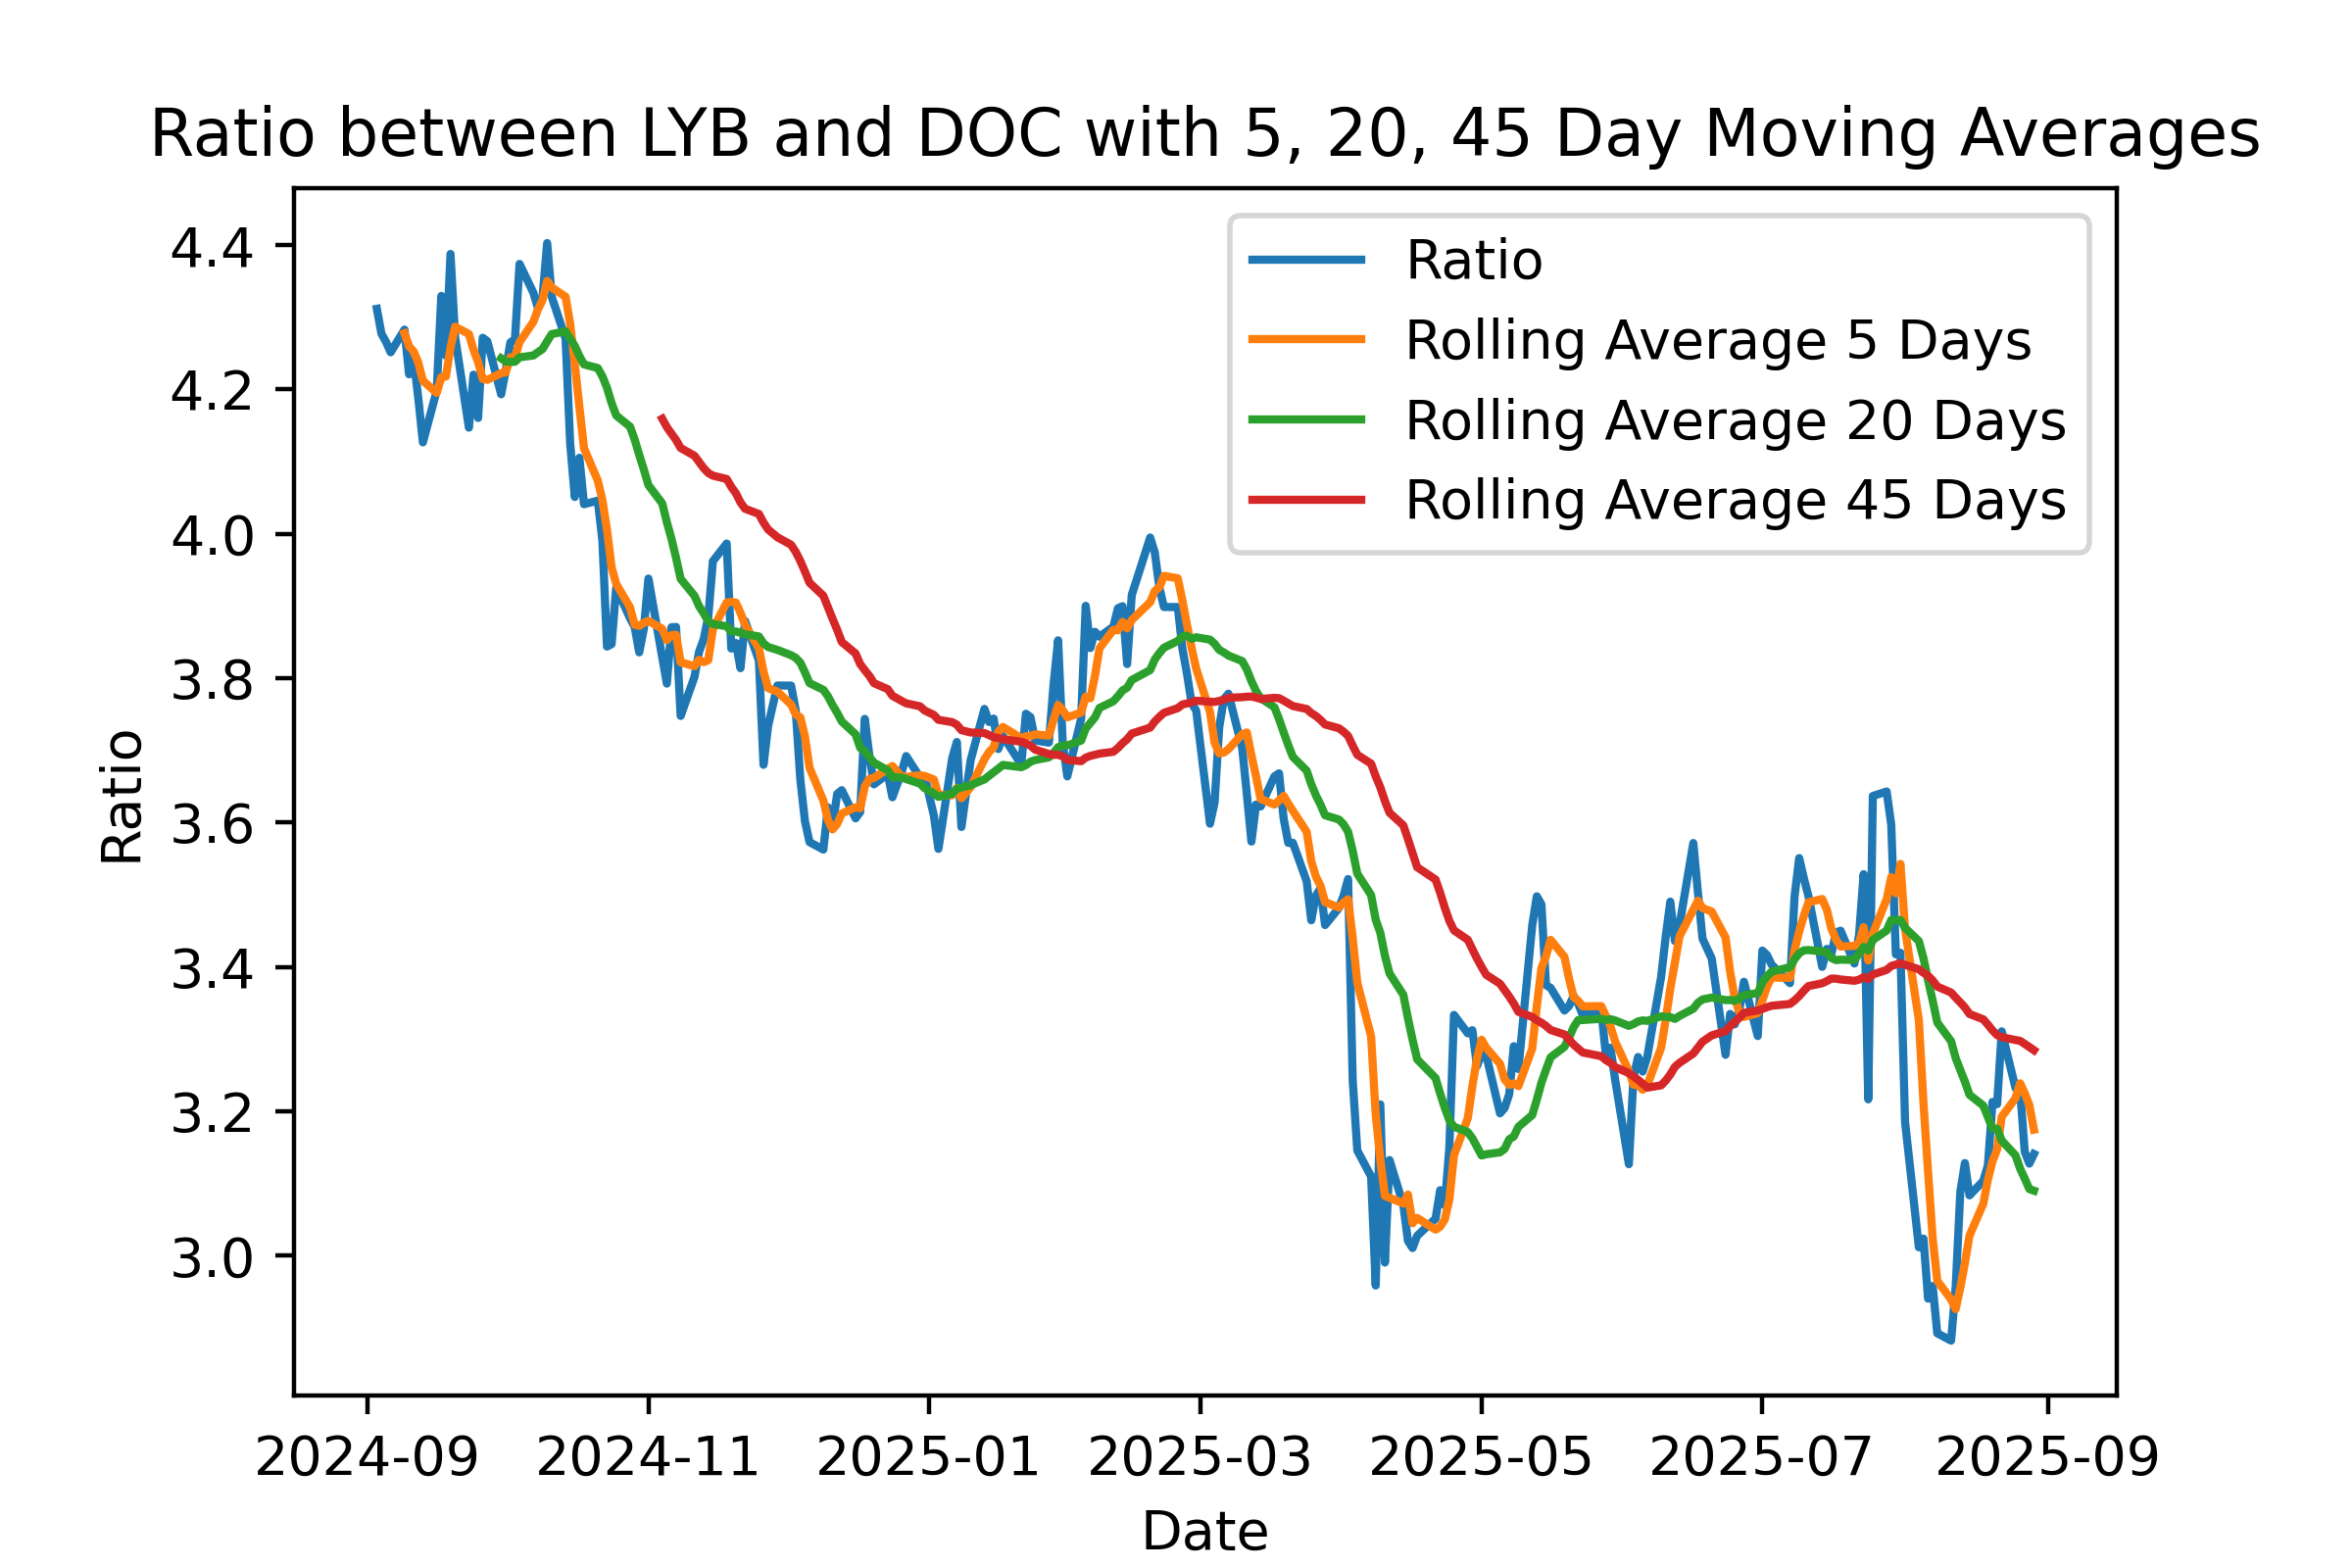 Ratio between LYB and DOC with 5, 20, 45 Day Moving Averages
Ratio
Rolling Average 5 Days
Rolling Average 20 Days
Rolling Average 45 Days
4.4
4.2
4.0
3.8
3.6
3.4
3.2
3.0
Ratio
2024-09 2024-11 2025-01 2025-03 2025-05 2025-07 2025-09
Date